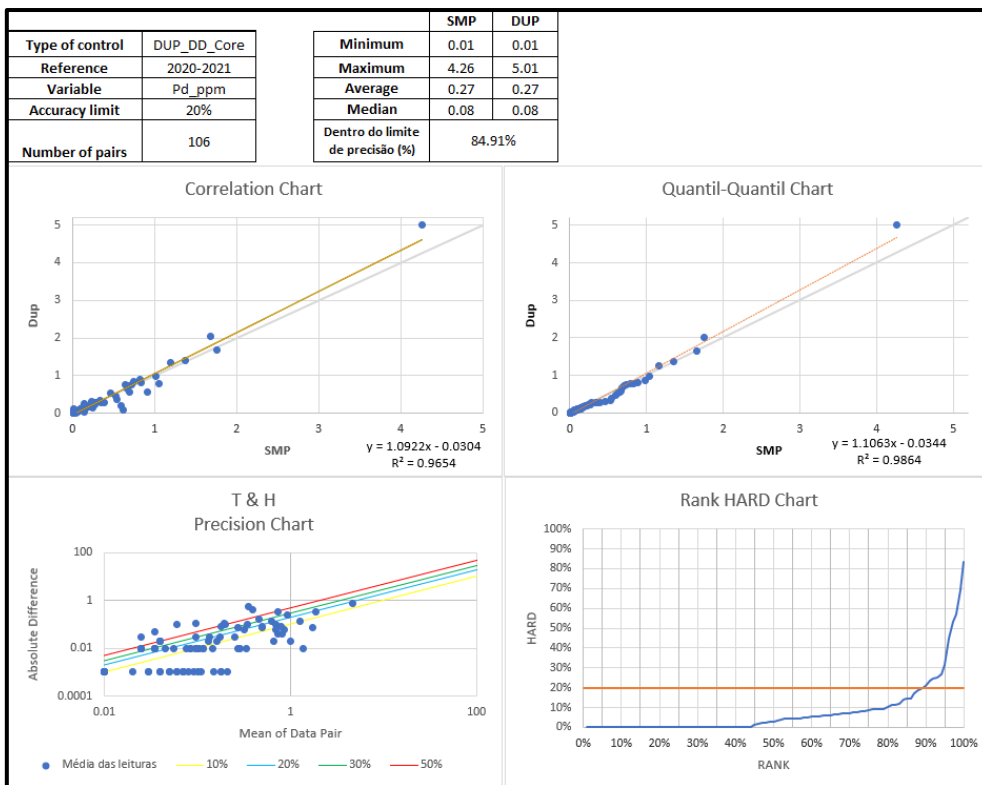 SMP DUP
Type of control DUP_DD_Core Minimum 0.01 0.01
Reference 2020-2021 Maximum 4.26 5.01
Variable Pd_ppm Average 0.27 0.27
Accuracy limit 20% Median 0.08 0.08
Number of pairs 106 Dentro do limite de precisão (%) 84.91%
Correlation Chart
5
4
3
2
1
0
Dup
0 1 2 3 4 5
SMP
y = 1.0922x - 0.0304
R² = 0.9654
Quantil-Quantil Chart
5
4
3
2
1
0
Dup
0 1 2 3 4 5
SMP
y = 1.1063x - 0.0344
R² = 0.9864
T & H
Precision Chart
100
1
0.01
0.0001
Absolute Difference
0.01 1 100
Mean of Data Pair
Média das leituras 10% 20% 30% 50%
Rank HARD Chart
100%
90%
80%
70%
60%
50%
40%
30%
20%
10%
0%
HARD
0% 10% 20% 30% 40% 50% 60% 70% 80% 90% 100%
RANK